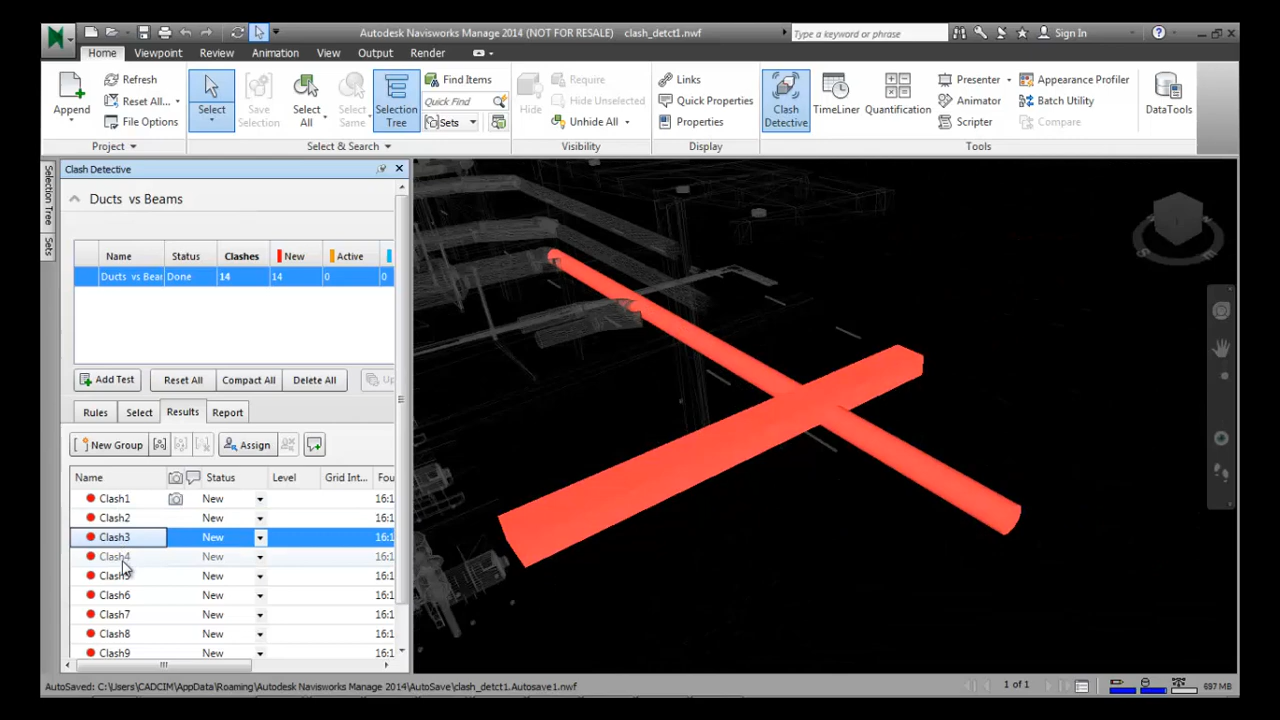 Autodesk Navisworks Manage 2014 (NOT FOR RESALE) clash_detct1.nwf
Type a keyword or phrase
Sign In
Home Viewpoint Review Animation View Output Render
Append
Refresh
Reset All...
File Options
Project
Select
Save Selection
Select All
Select Same
Selection Tree
Find Items
Quick Find
Sets
Select & Search
Hide
Require
Hide Unselected
Unhide All
Visibility
Links
Quick Properties
Properties
Display
Clash Detective
TimeLiner
Quantification
Presenter
Animator
Scripter
Appearance Profiler
Batch Utility
Compare
Tools
DataTools
Selection Tree
Sets
Clash Detective
Ducts vs Beams
Name Status Clashes New Active
Ducts vs Bear Done 14 14 0 0
Add Test Reset All Compact All Delete All Up
Rules Select Results Report
New Group Assign
Name Status Level Grid Int... Fou
Clash1 New 16:1
Clash2 New 16:1
Clash3 New 16:1
Clash4 New 16:1
Clash5 New 16:1
Clash6 New 16:1
Clash7 New 16:1
Clash8 New 16:1
Clash9 New 16:1
AutoSaved: C:\Users\CADCIM\AppData\Roaming\Autodesk Navisworks Manage 2014\AutoSave\clash_detct1.Autosave1.nwf
1 of 1
697 MB